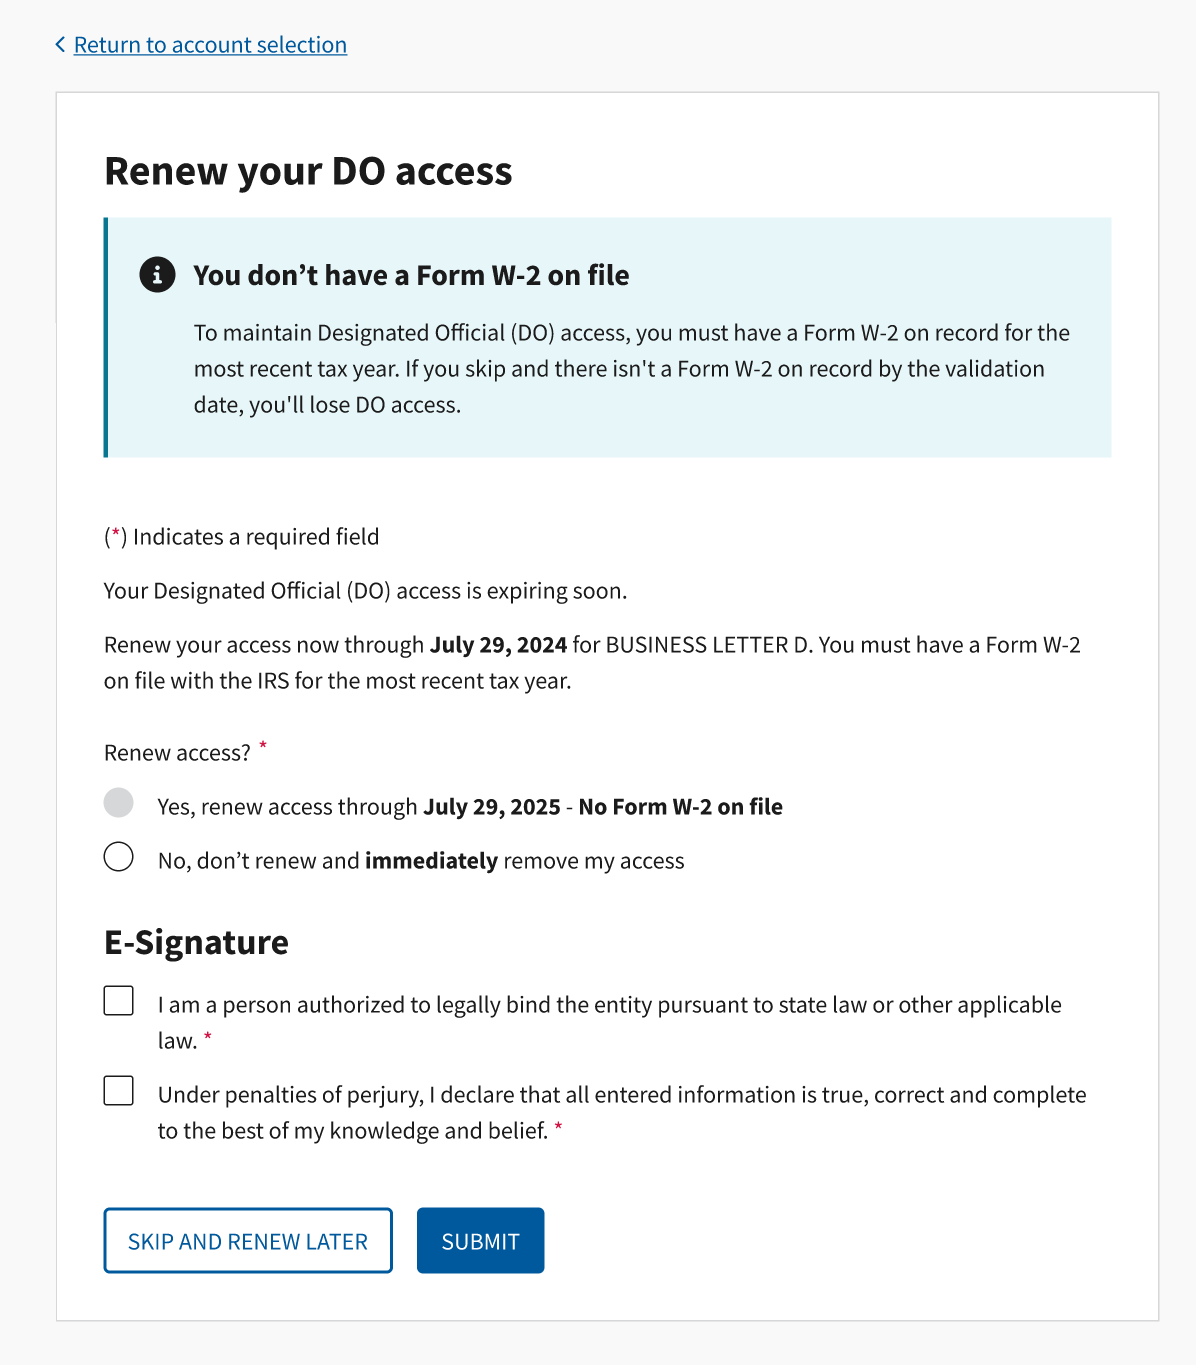 Return to account selection
Renew your DO access
You don’t have a Form W-2 on file
To maintain Designated Official (DO) access, you must have a Form W-2 on record for the
most recent tax year. If you skip and there isn't a Form W-2 on record by the validation
date, you'll lose DO access.
(*) Indicates a required field
Your Designated Official (DO) access is expiring soon.
Renew your access now through July 29, 2024 for BUSINESS LETTER D. You must have a Form W-2
on file with the IRS for the most recent tax year.
Renew access? *
Yes, renew access through July 29, 2025 - No Form W-2 on file
No, don’t renew and immediately remove my access
E-Signature
I am a person authorized to legally bind the entity pursuant to state law or other applicable
law. *
Under penalties of perjury, I declare that all entered information is true, correct and complete
to the best of my knowledge and belief. *
SKIP AND RENEW LATER
SUBMIT